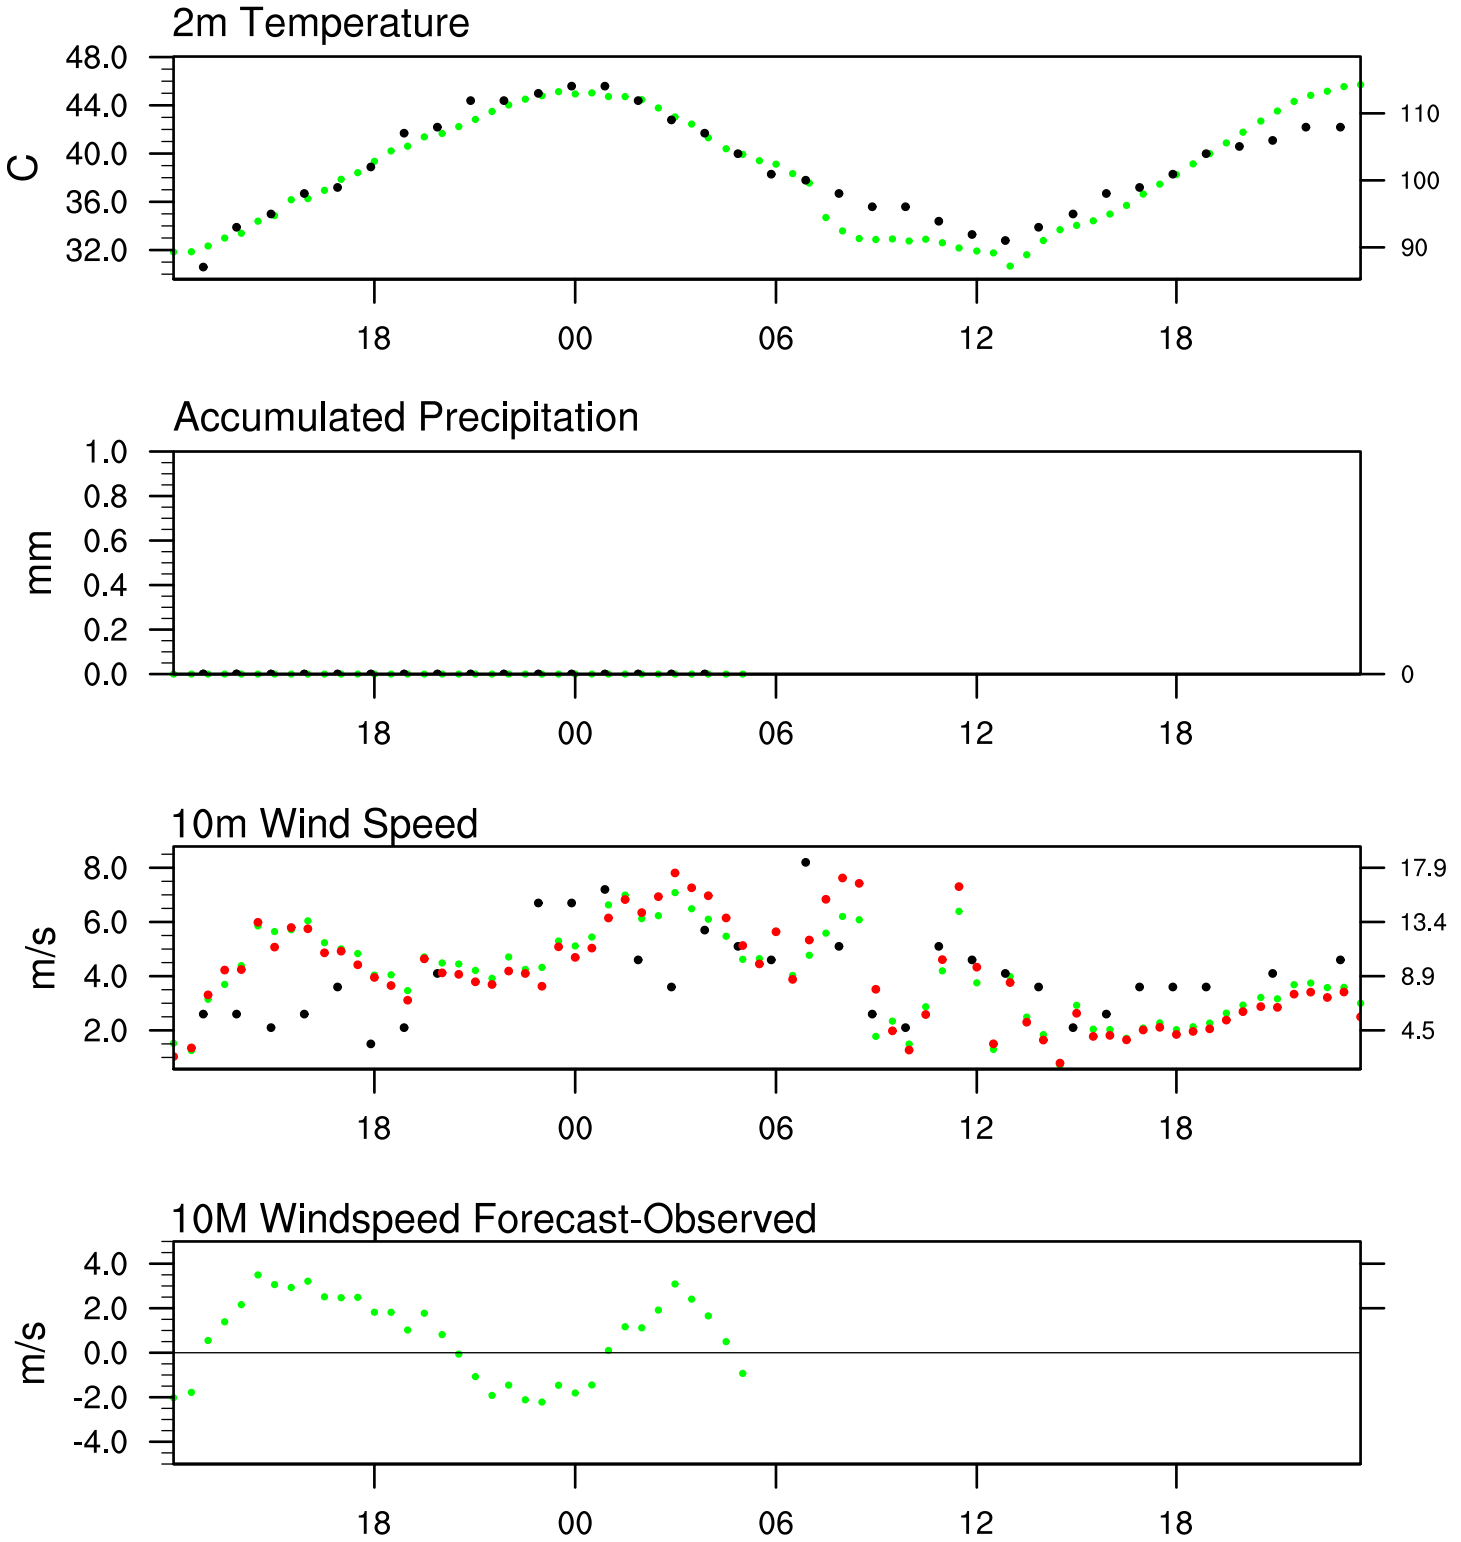 2m Temperature
48.0
44.0
40.0
36.0
32.0
C
110
100
90
18 00 06 12 18
Accumulated Precipitation
1.0
0.8
0.6
0.4
0.2
0.0
mm
0
18 00 06 12 18
10m Wind Speed
8.0
6.0
4.0
2.0
m/s
17.9
13.4
8.9
4.5
18 00 06 12 18
10M Windspeed Forecast-Observed
4.0
2.0
0.0
-2.0
-4.0
m/s
18 00 06 12 18